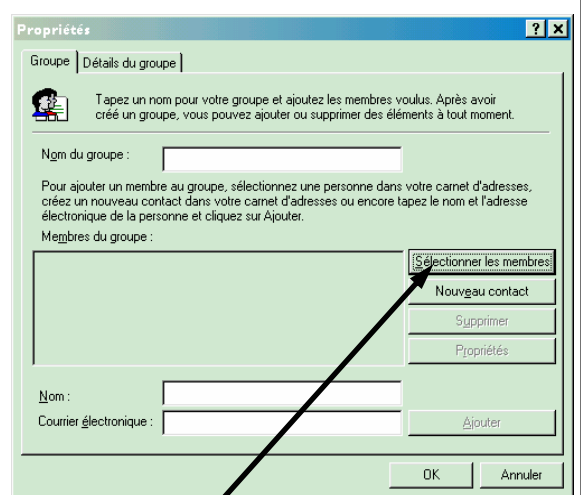 Propriétés
Groupe Détails du groupe
Tapez un nom pour votre groupe et ajoutez les membres voulus. Après avoir
créé un groupe, vous pouvez ajouter ou supprimer des éléments à tout moment.
Nom du groupe :
Pour ajouter un membre au groupe, sélectionnez une personne dans votre carnet d'adresses,
créez un nouveau contact dans votre carnet d'adresses ou encore tapez le nom et l'adresse
électronique de la personne et cliquez sur Ajouter.
Membres du groupe :
Sélectionner les membres
Nouveau contact
Supprimer
Propriétés
Nom :
Courrier électronique :
Ajouter
OK Annuler